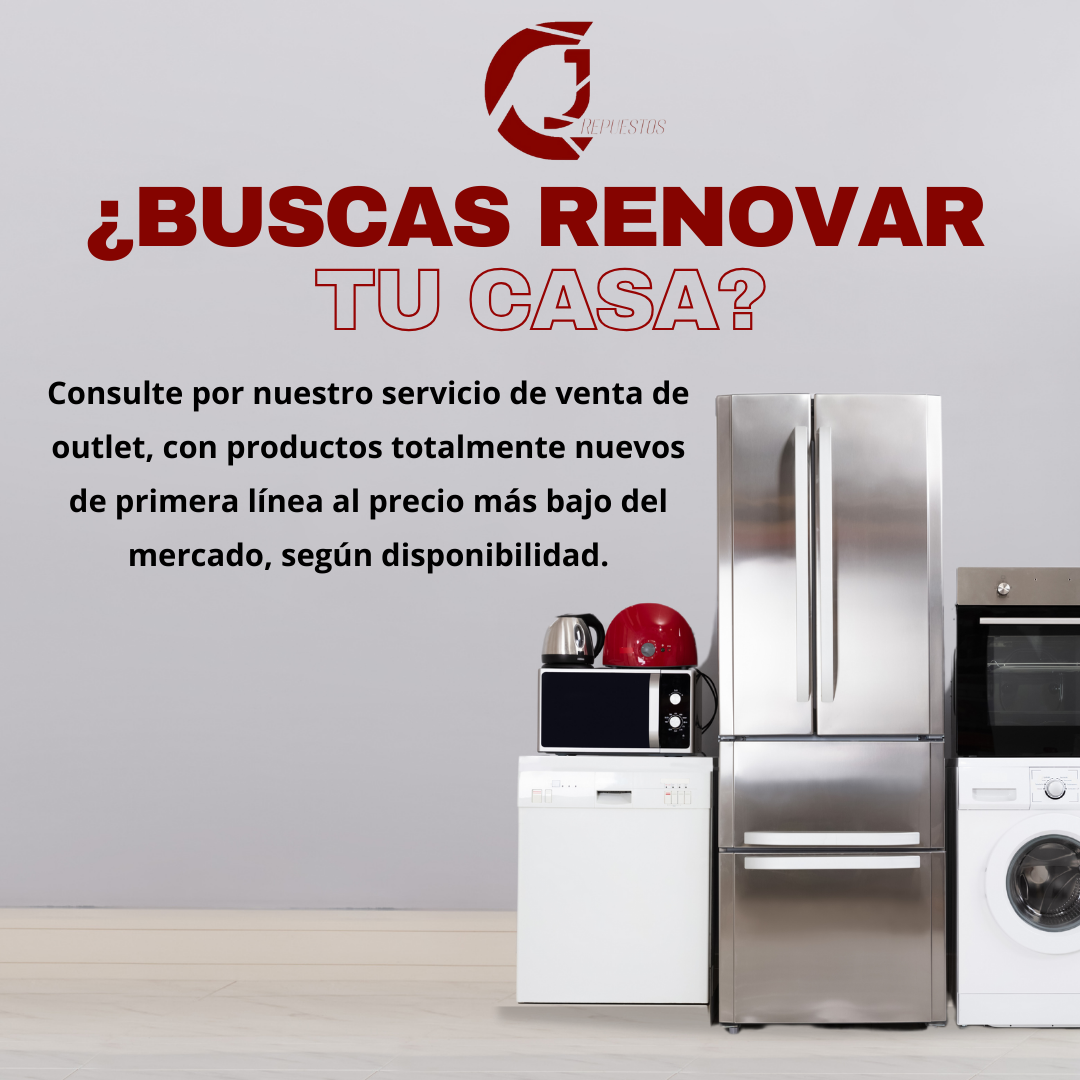 CJ
REPUESTOS
¿BUSCAS RENOVAR
TU CASA?
Consulte por nuestro servicio de venta de
outlet, con productos totalmente nuevos
de primera línea al precio más bajo del
mercado, según disponibilidad.